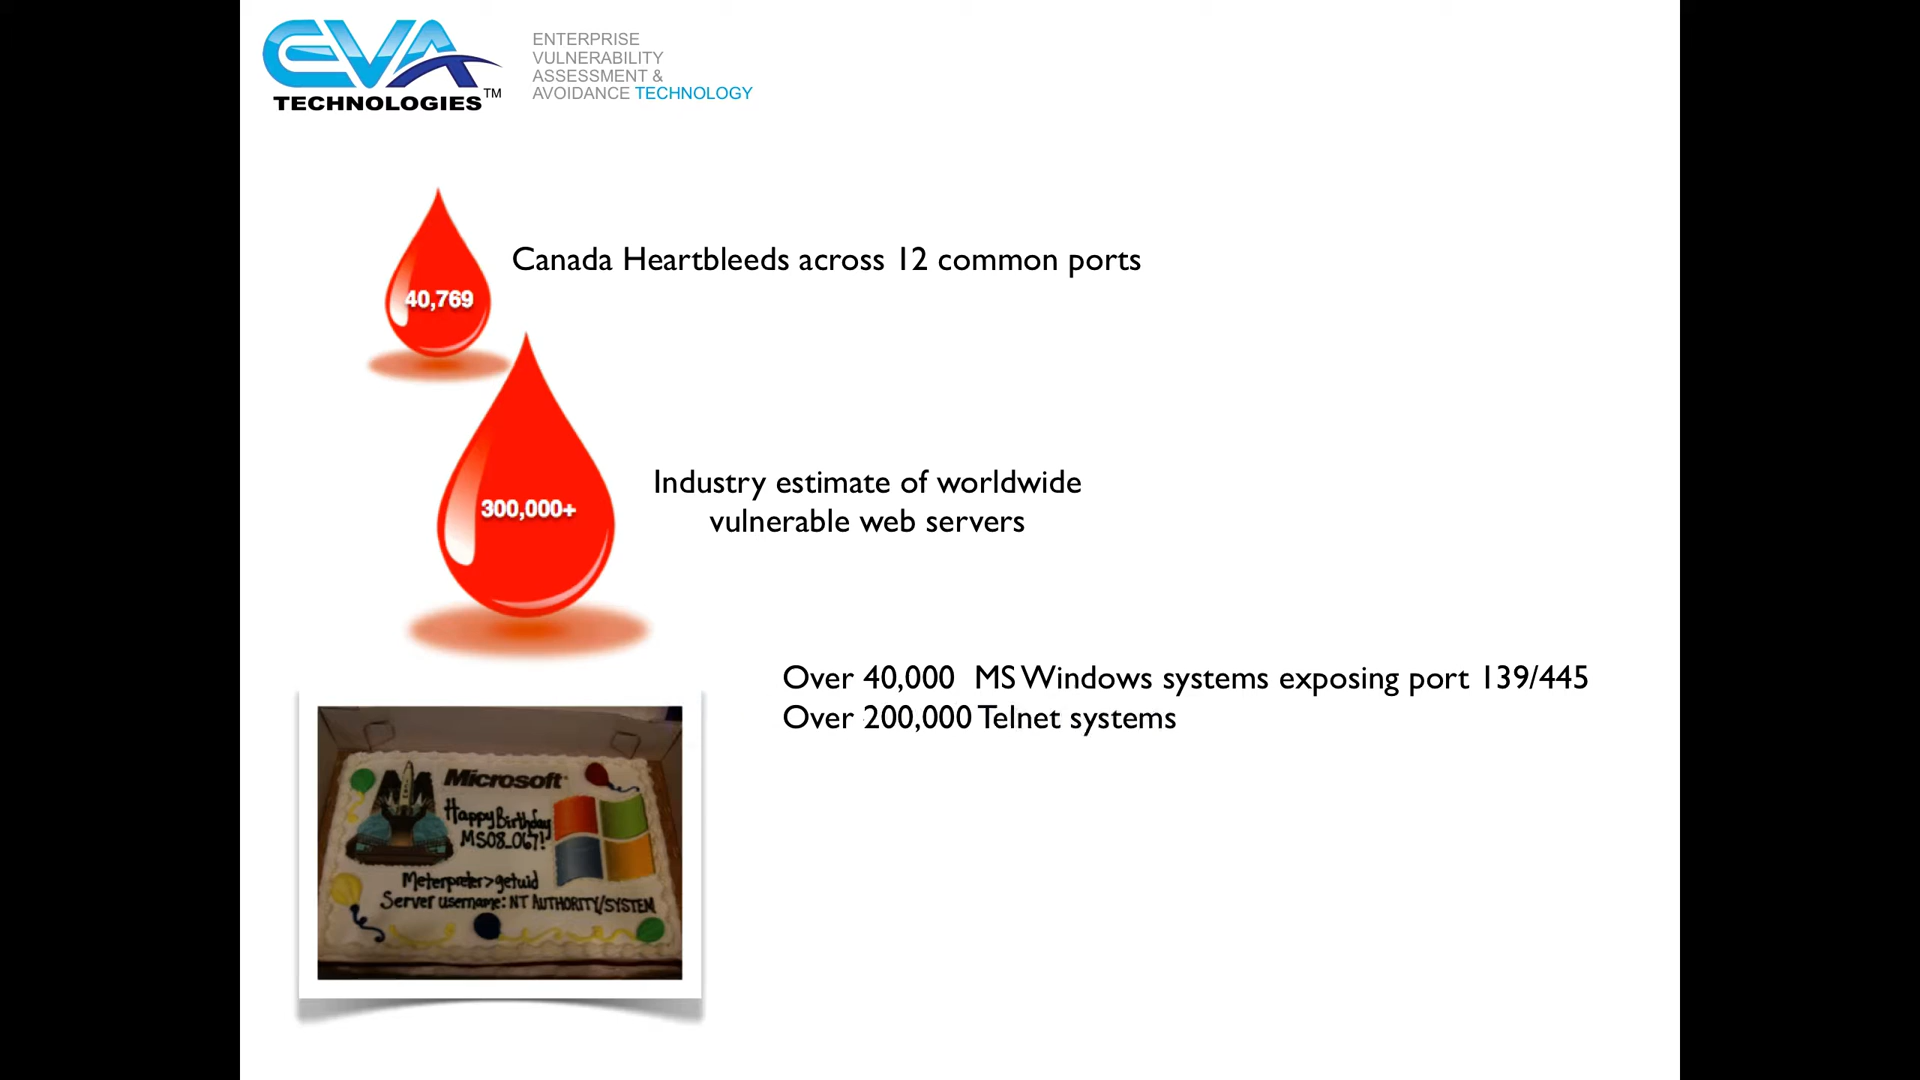 EVA
TECHNOLOGIES™
ENTERPRISE
VULNERABILITY
ASSESSMENT &
AVOIDANCE TECHNOLOGY
40,769
Canada Heartbleeds across 12 common ports
300,000+
Industry estimate of worldwide
vulnerable web servers
Over 40,000 MS Windows systems exposing port 139/445
Over 200,000 Telnet systems
Microsoft
Happy Birthday
MS08_067!
Meterpreter>getuid
Server username: NT AUTHORITY/SYSTEM